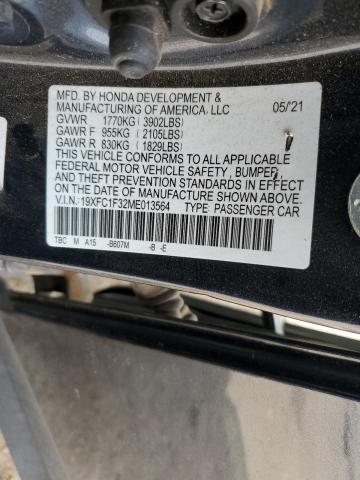 MFD. BY HONDA DEVELOPMENT &
MANUFACTURING OF AMERICA, LLC 05/'21
GVWR 1770KG (3902LBS)
GAWR F 955KG (2105LBS)
GAWR R 830KG (1829LBS)
THIS VEHICLE CONFORMS TO ALL APPLICABLE
FEDERAL MOTOR VEHICLE SAFETY, BUMPER,
AND THEFT PREVENTION STANDARDS IN EFFECT
ON THE DATE OF MANUFACTURE SHOWN ABOVE.
V.I.N.: 19XFC1F32ME013564 TYPE: PASSENGER CAR
TBC M A15 -B607M -B -E